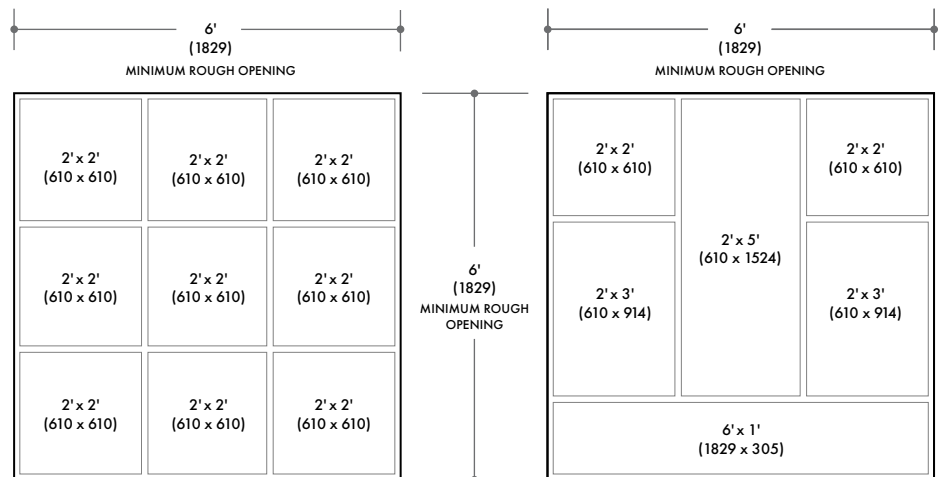 6'
(1829)
MINIMUM ROUGH OPENING
2' x 2'
(610 x 610)
2' x 2'
(610 x 610)
2' x 2'
(610 x 610)
2' x 2'
(610 x 610)
2' x 2'
(610 x 610)
2' x 2'
(610 x 610)
2' x 2'
(610 x 610)
2' x 2'
(610 x 610)
2' x 2'
(610 x 610)
6'
(1829)
MINIMUM ROUGH
OPENING
6'
(1829)
MINIMUM ROUGH OPENING
2' x 2'
(610 x 610)
2' x 5'
(610 x 1524)
2' x 2'
(610 x 610)
2' x 3'
(610 x 914)
2' x 3'
(610 x 914)
6' x 1'
(1829 x 305)